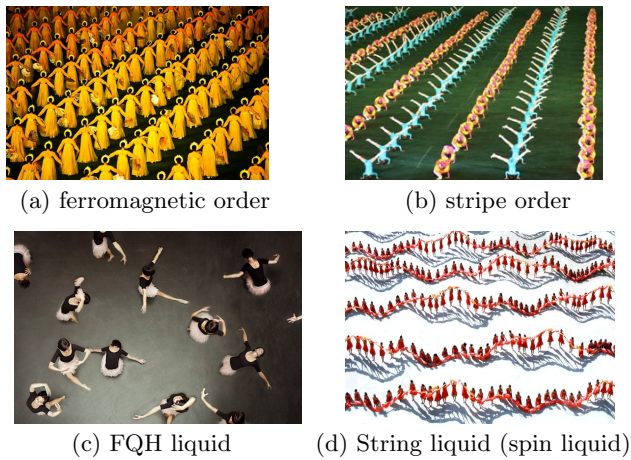 (a) ferromagnetic order
(b) stripe order
(c) FQH liquid
(d) String liquid (spin liquid)